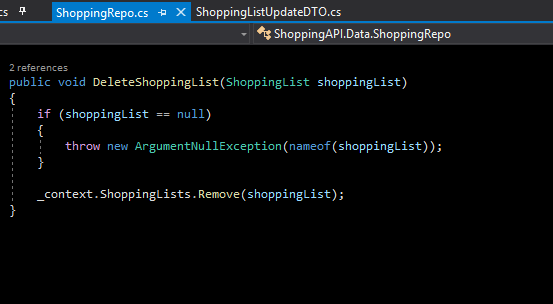 cs
ShoppingRepo.cs
ShoppingListUpdateDTO.cs
ShoppingAPI.Data.ShoppingRepo
2 references
public void DeleteShoppingList(ShoppingList shoppingList)
{
if (shoppingList == null)
{
throw new ArgumentNullException(nameof(shoppingList));
}
_context.ShoppingLists.Remove(shoppingList);
}